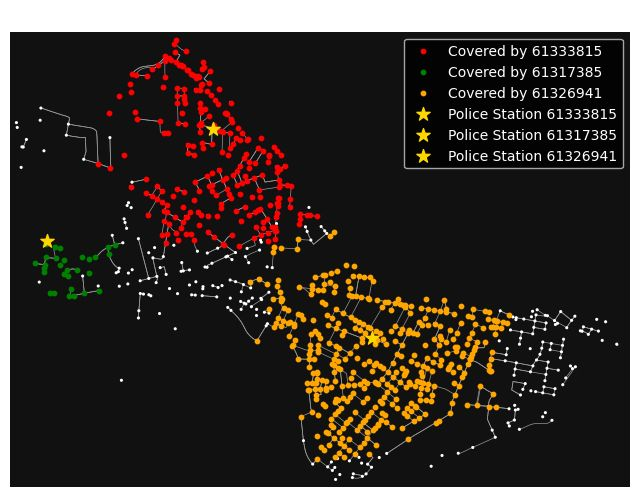 Covered by 61333815
Covered by 61317385
Covered by 61326941
Police Station 61333815
Police Station 61317385
Police Station 61326941